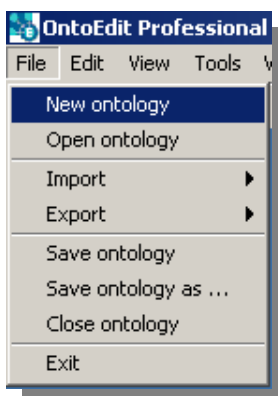 OntoEdit Professional
File Edit View Tools
New ontology
Open ontology
Import
Export
Save ontology
Save ontology as ...
Close ontology
Exit